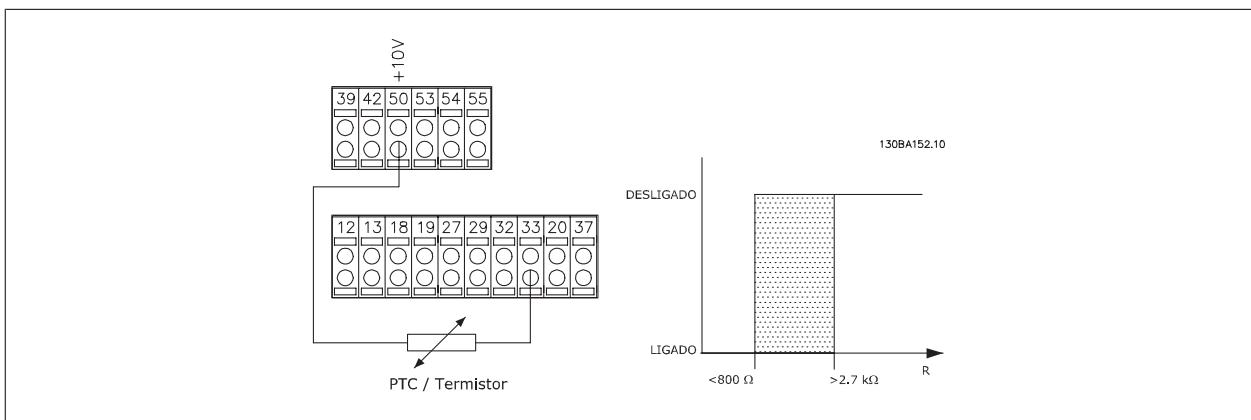 +10V
39 42 50 53 54 55
130BA152.10
DESLIGADO
12 13 18 19 27 29 32 33 20 37
LIGADO
<800 Ω >2.7 kΩ R
PTC / Termistor